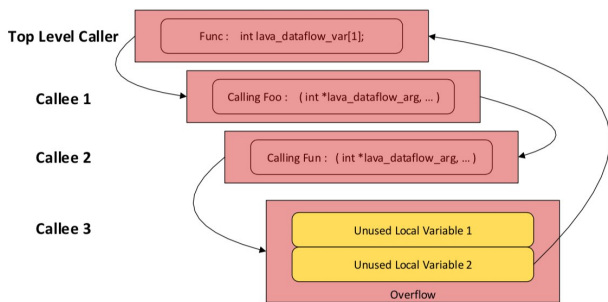 Top Level Caller
Func : int lava_dataflow_var[1];
Callee 1
Calling Foo : ( int *lava_dataflow_arg, ... )
Callee 2
Calling Fun : ( int *lava_dataflow_arg, ... )
Callee 3
Unused Local Variable 1
Unused Local Variable 2
Overflow